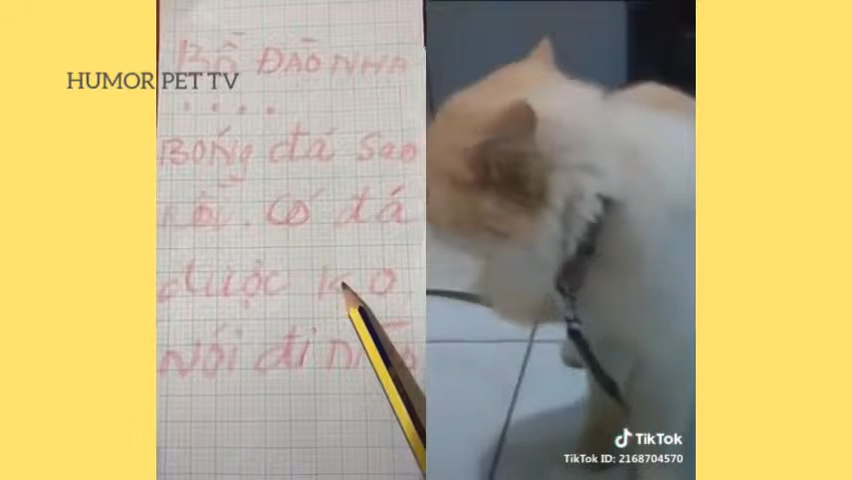 BỒ ĐÀO NHA
HUMOR PET TV
....
BÓNG đá sao
rồi. Có đá
được KO
Nói đi
TikTok
TikTok ID: 2168704570